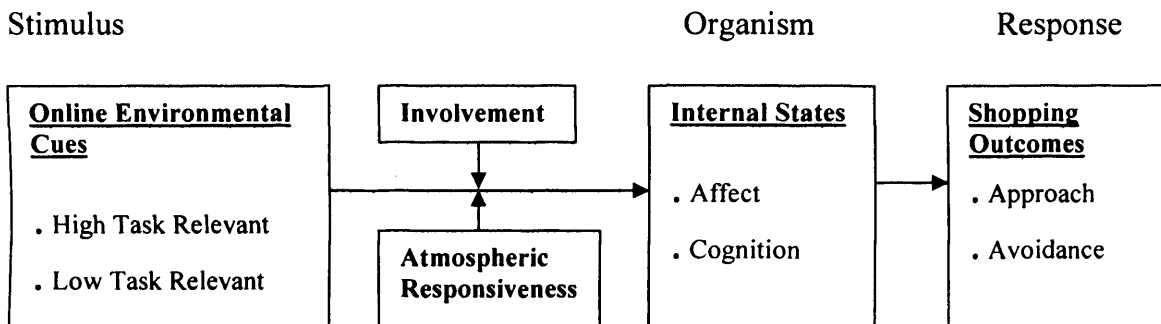 Stimulus
Organism
Response
Online Environmental
Cues
. High Task Relevant
. Low Task Relevant
Involvement
Atmospheric
Responsiveness
Internal States
. Affect
. Cognition
Shopping
Outcomes
. Approach
. Avoidance